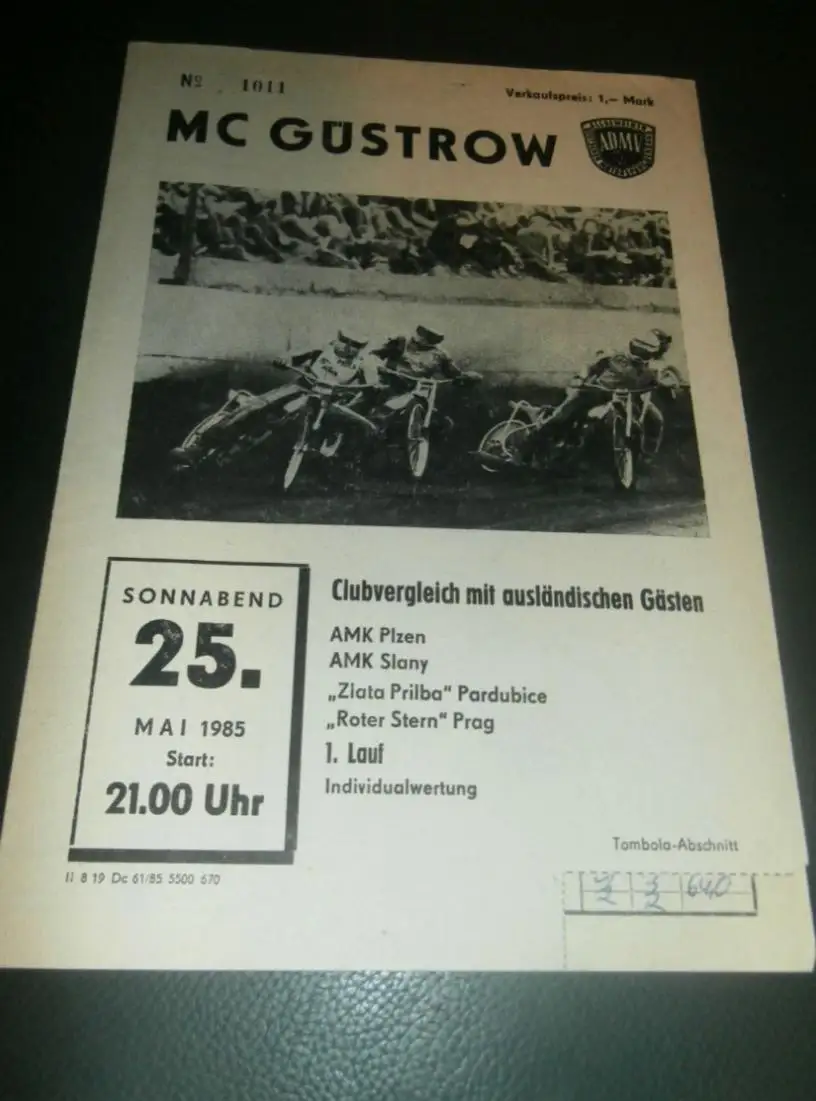 Nº 1011
Verkaufspreis: 1,— Mark
MC GÜSTROW
ADMV
SONNABEND
25.
MAI 1985
Start:
21.00 Uhr
Clubvergleich mit ausländischen Gästen
AMK Plzen
AMK Slany
„Zlata Prilba" Pardubice
„Roter Stern" Prag
1. Lauf
Individualwertung
Tombola-Abschnitt
II 8 19 Dc 61/85 5500 670